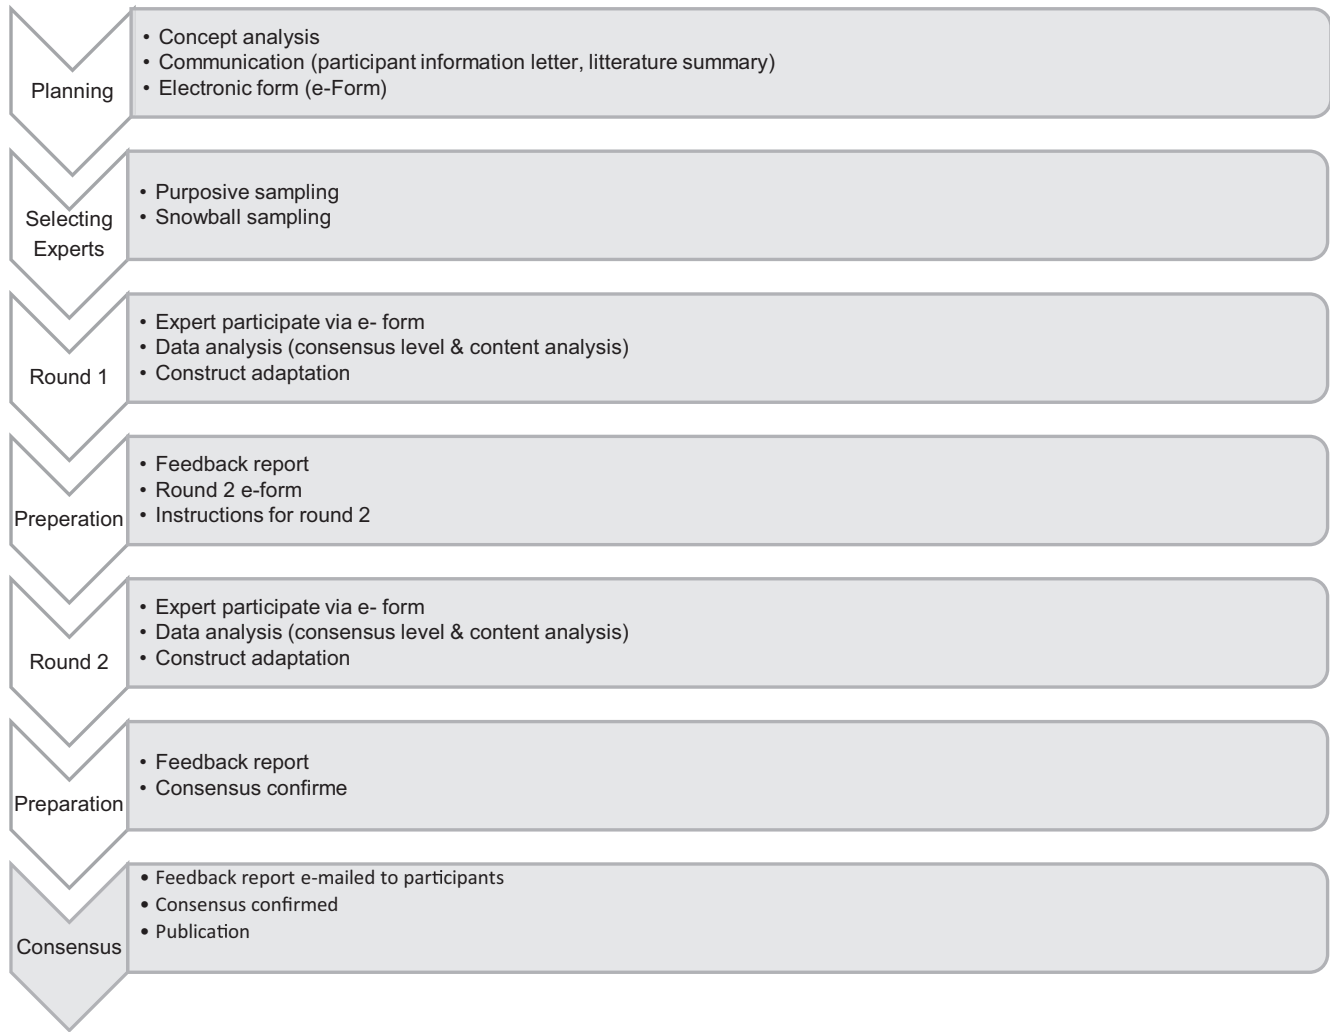 Planning
• Concept analysis
• Communication (participant information letter, litterature summary)
• Electronic form (e-Form)
Selecting
Experts
• Purposive sampling
• Snowball sampling
Round 1
• Expert participate via e- form
• Data analysis (consensus level & content analysis)
• Construct adaptation
Preperation
• Feedback report
• Round 2 e-form
• Instructions for round 2
Round 2
• Expert participate via e- form
• Data analysis (consensus level & content analysis)
• Construct adaptation
Preparation
• Feedback report
• Consensus confirme
Consensus
• Feedback report e-mailed to participants
• Consensus confirmed
• Publication